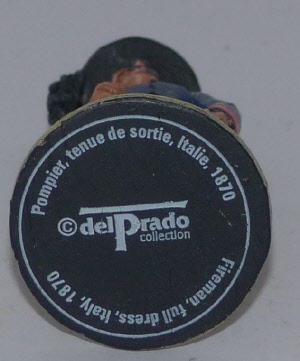 Pompier, tenue de sortie, Italie, 1870
© delPrado
collection
Fireman, full dress, Italy, 1870